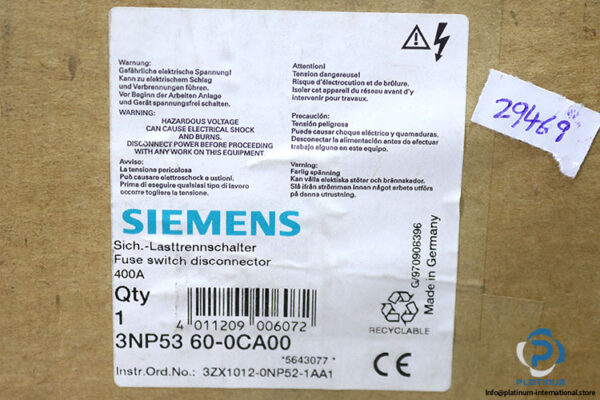 Warnung:
Gefährliche elektrische Spannung!
Kann zu elektrischem Schlag
und Verbrennungen führen.
Vor Beginn der Arbeiten Anlage
und Gerät spannungsfrei schalten.
WARNING:
HAZARDOUS VOLTAGE
CAN CAUSE ELECTRICAL SHOCK
AND BURNS.
DISCONNECT POWER BEFORE PROCEEDING
WITH ANY WORK ON THIS EQUIPMENT.
Avviso:
La tensione pericolosa
Può causare elettroschock e ustioni.
Prima di eseguire qualsiasi tipo di lavoro
occorre togliere la tensione.
Attention!
Tension dangereuse!
Risque d'électrocution et de brûlure.
Isoler cet appareil du réseau avant d'y
intervenir pour travaux.
Precaución:
Tensión peligrosa
Puede causar choque eléctrico y quemaduras.
Desconectar la alimentación antes de efectuar
trabajo alguno en este equipo.
Varning:
Farlig spänning
Kan vålla elektiska stöter och brännakador.
Slå ifrån strömmen innan något arbete utförs
på denna utrustning.
29469
SIEMENS
Sich.-Lasttrennschalter
Fuse switch disconnector
400A
Qty
1
4 011209 006072
3NP53 60-0CA00
*5643077 *
Instr.Ord.No.: 3ZX1012-0NP52-1AA1
RECYCLABLE
CE
G/970908396
Made in Germany
PLATINUM
Info@platinum-international.store